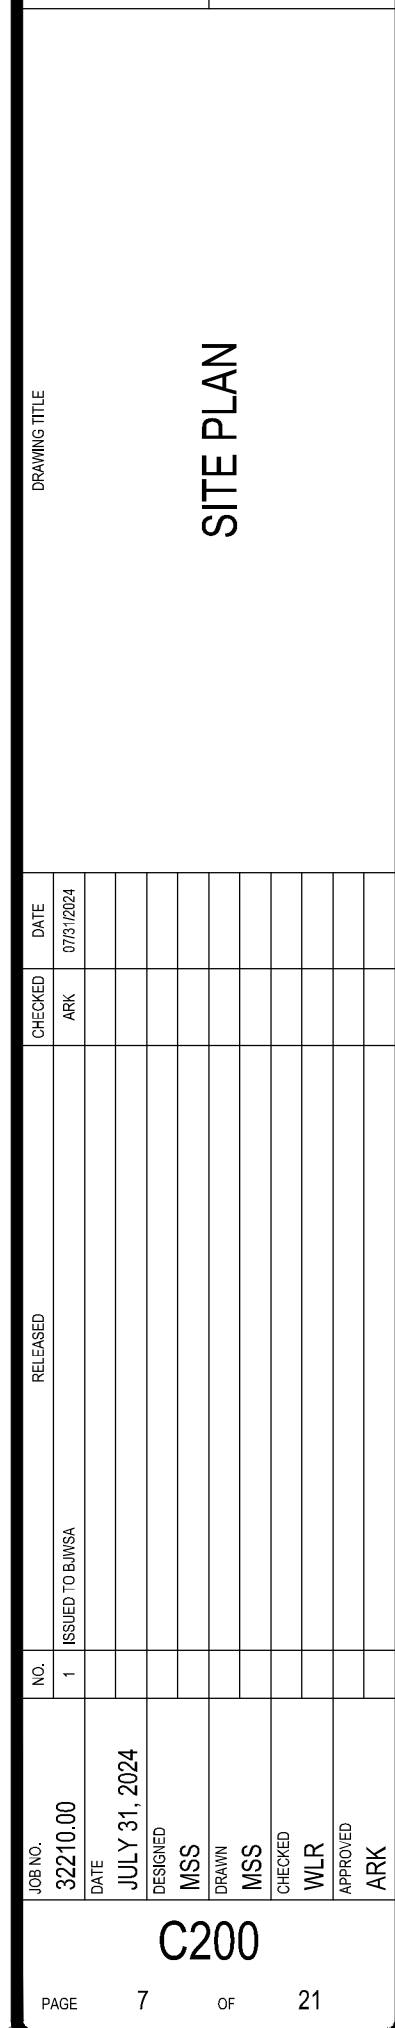 DRAWING TITLE
SITE PLAN
NO. RELEASED CHECKED DATE
1 ISSUED TO BJWSA ARK 07/31/2024
JOB NO.
32210.00
DATE
JULY 31, 2024
DESIGNED
MSS
DRAWN
MSS
CHECKED
WLR
APPROVED
ARK
C200
PAGE 7 OF 21